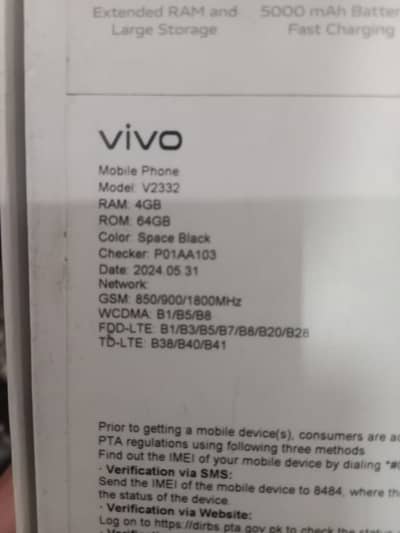 Extended RAM and
Large Storage
5000 mAh Batter
Fast Charging
vivo
Mobile Phone
Model: V2332
RAM: 4GB
ROM: 64GB
Color: Space Black
Checker: P01AA103
Date: 2024.05.31
Network:
GSM: 850/900/1800MHz
WCDMA: B1/B5/B8
FDD-LTE: B1/B3/B5/B7/B8/B20/B28
TD-LTE: B38/B40/B41
Prior to getting a mobile device(s), consumers are ad
PTA regulations using following three methods
Find out the IMEI of your mobile device by dialing *#
· Verification via SMS:
Send the IMEI of the mobile device to 8484, where th
the status of the device.
· Verification via Website:
Log on to https://dirbs.pta.gov.pk to check the status